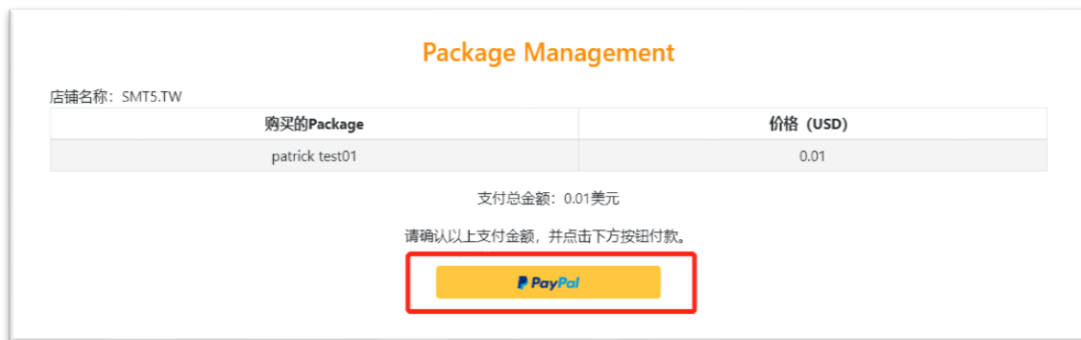 Package Management
店铺名称：SMT5.TW
购买的Package 价格（USD）
patrick test01 0.01
支付总金额：0.01美元
请确认以上支付金额，并点击下方按钮付款。
PayPal